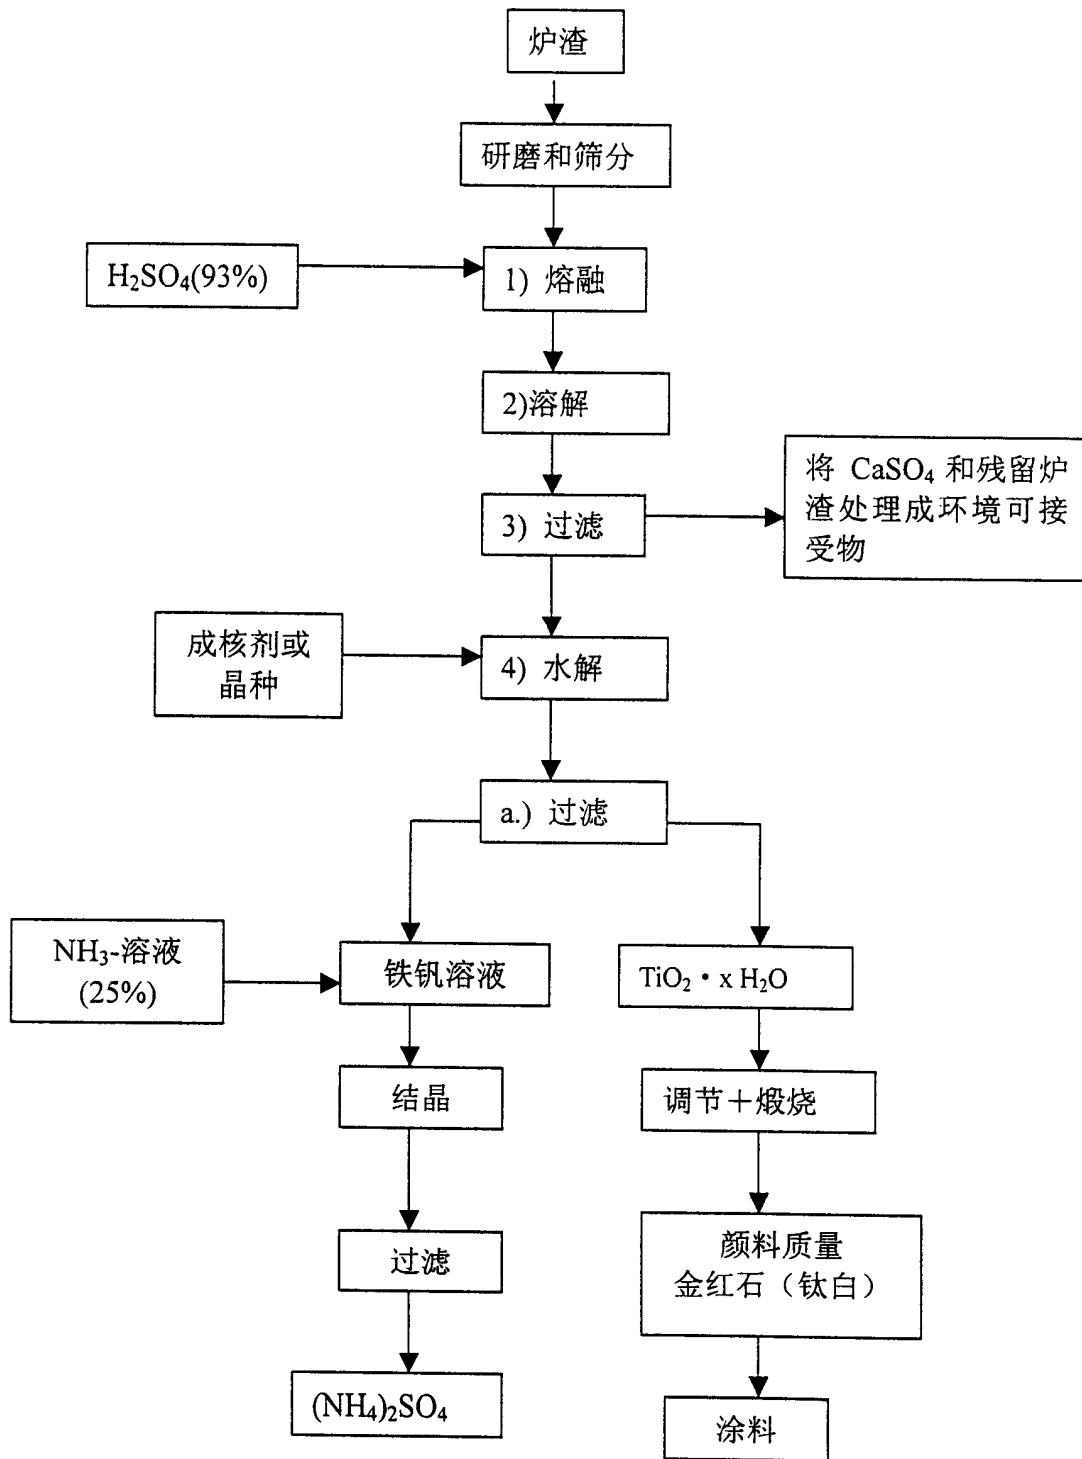 炉渣
研磨和筛分
H₂SO₄(93%)
1) 熔融
2)溶解
将 CaSO₄ 和残留炉
渣处理成环境可接
受物
3) 过滤
成核剂或
晶种
4) 水解
a.) 过滤
NH₃-溶液
(25%)
铁钒溶液
TiO₂·x H₂O
结晶
调节＋煅烧
过滤
颜料质量
金红石（钛白）
(NH₄)₂SO₄
涂料